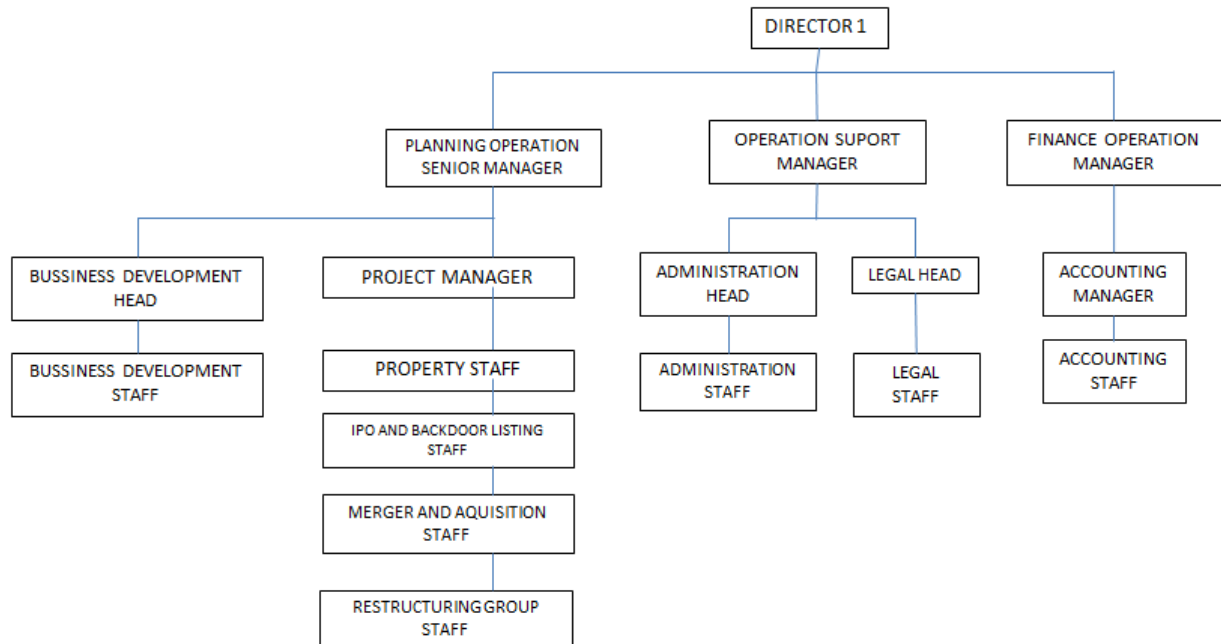 DIRECTOR 1
PLANNING OPERATION
SENIOR MANAGER
OPERATION SUPORT
MANAGER
FINANCE OPERATION
MANAGER
BUSSINESS DEVELOPMENT
HEAD
PROJECT MANAGER
ADMINISTRATION
HEAD
LEGAL HEAD
ACCOUNTING
MANAGER
BUSSINESS DEVELOPMENT
STAFF
PROPERTY STAFF
ADMINISTRATION
STAFF
LEGAL
STAFF
ACCOUNTING
STAFF
IPO AND BACKDOOR LISTING
STAFF
MERGER AND AQUISITION
STAFF
RESTRUCTURING GROUP
STAFF